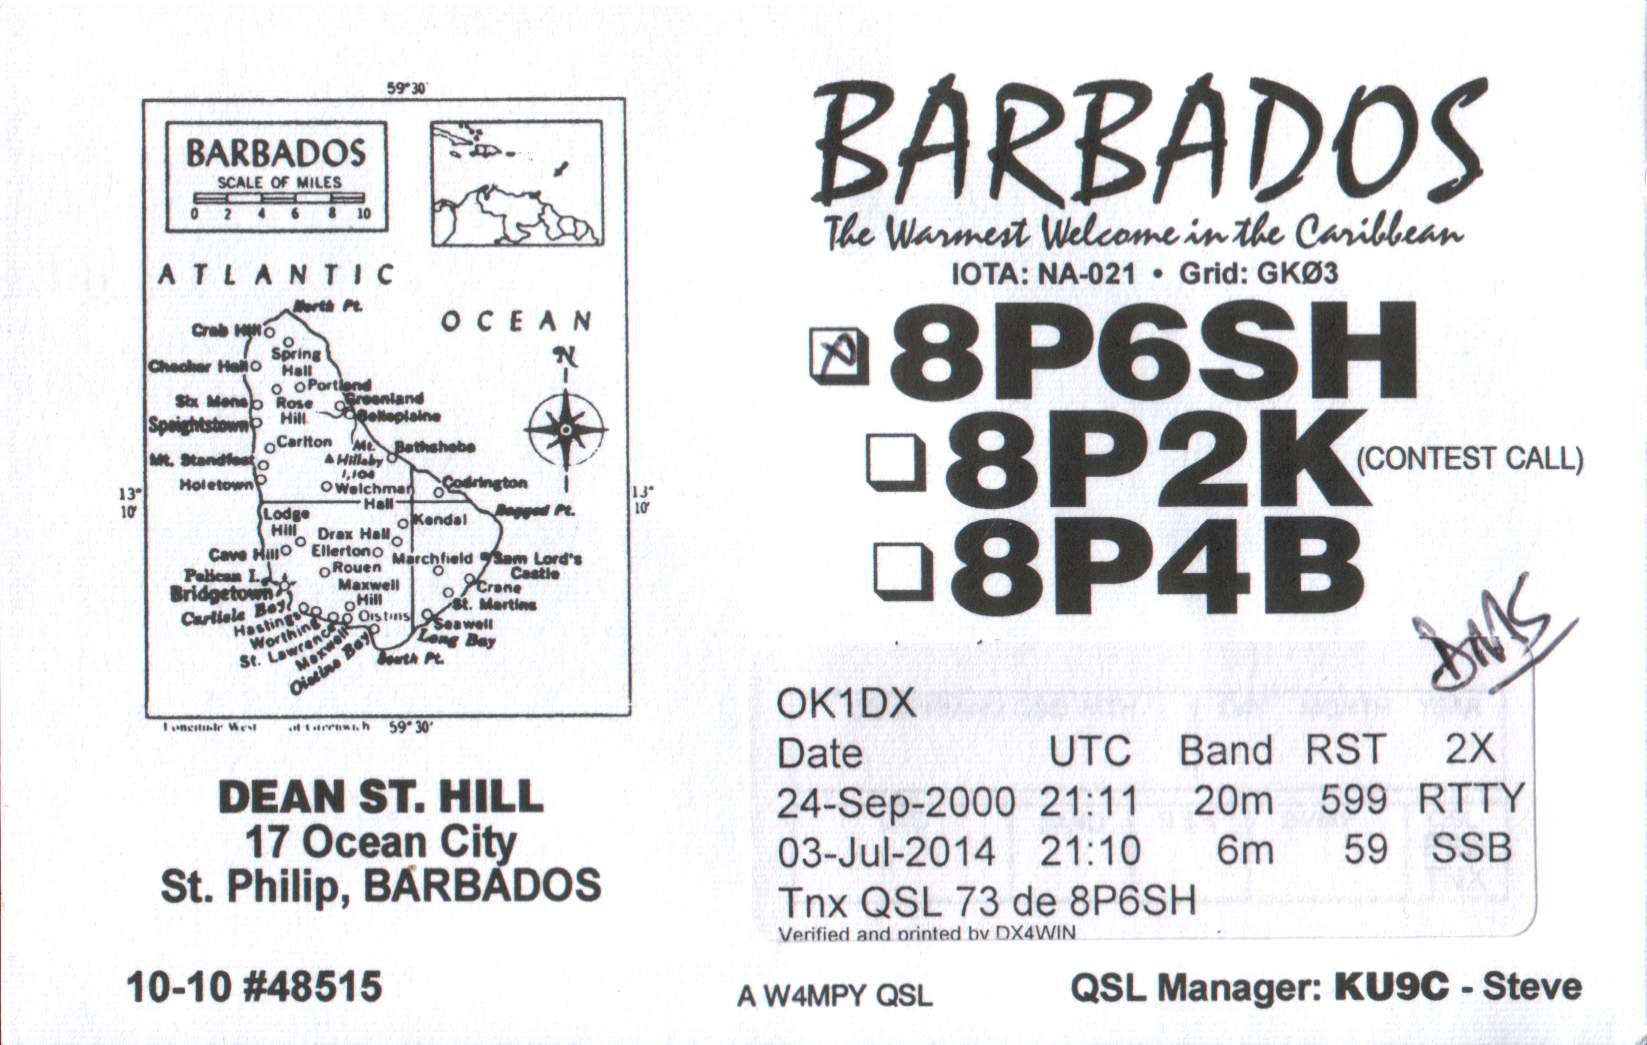 59°30'
BARBADOS
SCALE OF MILES
0 2 4 6 8 10
ATLANTIC
OCEAN
North Pt.
Crab Hill
Spring Hall
Checker Hall
Portland
Six Mens
Rose Hill
Greenland
Belleplaine
Speightstown
Carlton
Mt. Hillaby 1,104
Bathsheba
Mt. Standfast
Holetown
Welchman Hall
Codrington
N
13° 10'
13° 10'
Ragged Pt.
Lodge Hill
Kendal
Drax Hall
Cave Hill
Ellerton
Marchfield
Sam Lord's Castle
Rouen
Pelican I.
Bridgetown
Maxwell Hill
Crane
Carlisle Bay
St. Martins
Hastings
Oistins
Seawell
Worthing
Long Bay
St. Lawrence
Maxwell
Oistins Bay
South Pt.
Longitude West of Greenwich 59°30'
DEAN ST. HILL
17 Ocean City
St. Philip, BARBADOS
10-10 #48515
BARBADOS
The Warmest Welcome in the Caribbean
IOTA: NA-021 • Grid: GKØ3
8P6SH
8P2K (CONTEST CALL)
8P4B
OK1DX
Date UTC Band RST 2X
24-Sep-2000 21:11 20m 599 RTTY
03-Jul-2014 21:10 6m 59 SSB
Tnx QSL 73 de 8P6SH
Verified and printed by DX4WIN
A W4MPY QSL
QSL Manager: KU9C - Steve